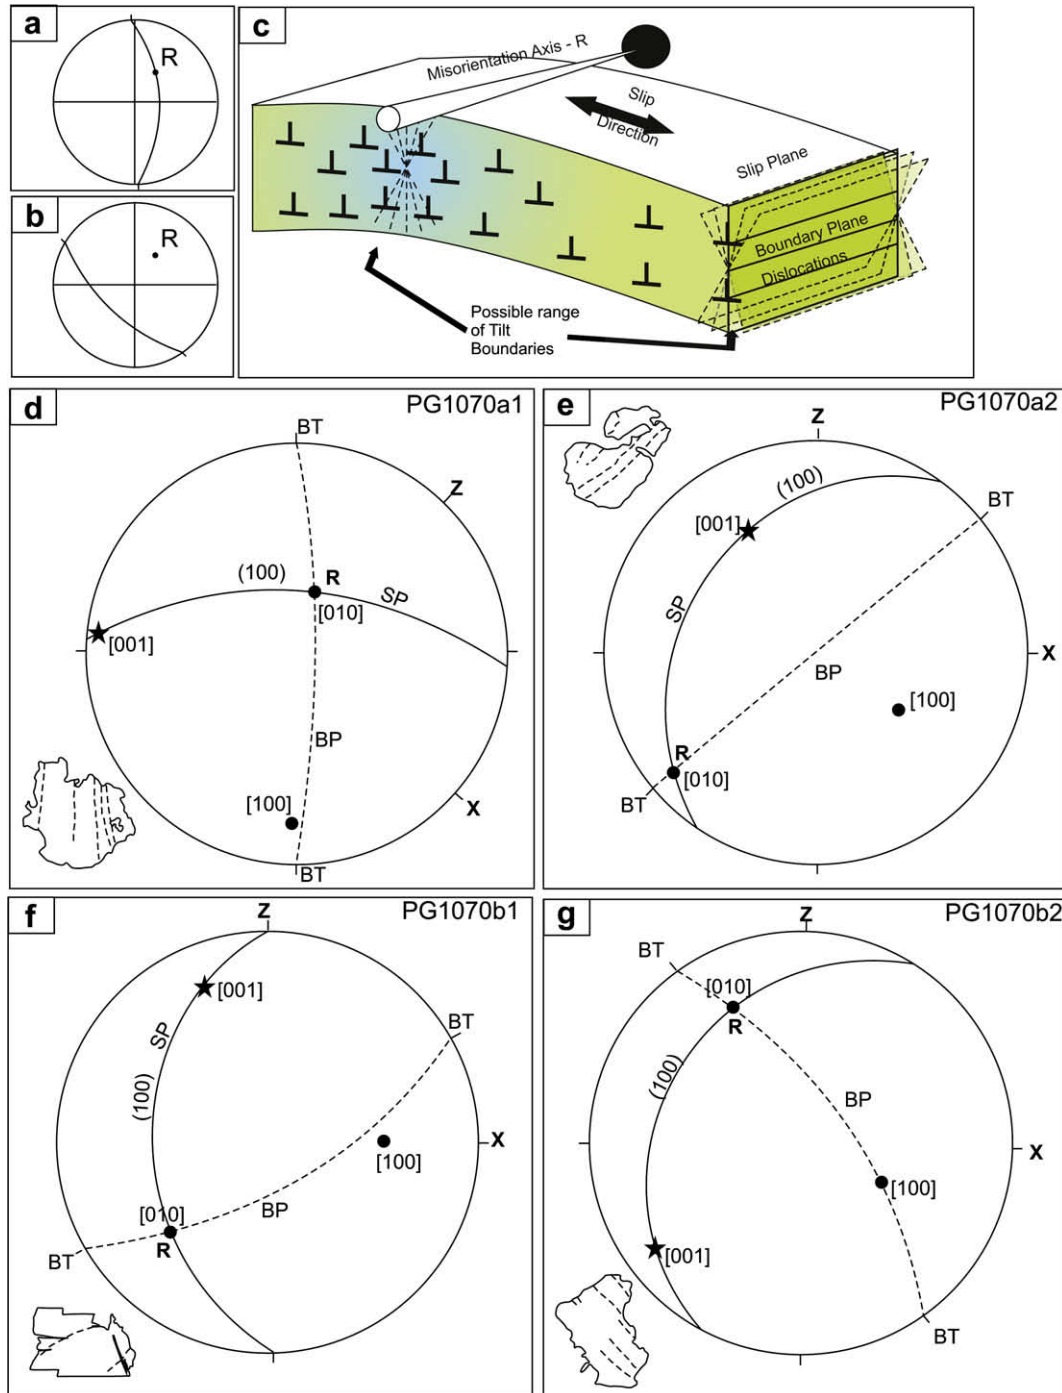 a
R
b
R
c
Misorientation Axis - R
Slip
Direction
Slip Plane
Boundary Plane
Dislocations
Possible range
of Tilt
Boundaries
d
PG1070a1
BT
Z
(100)
R
SP
[010]
[001]
BP
[100]
X
BT
e
PG1070a2
Z
(100)
[001]
BT
SP
X
BP
[100]
R
[010]
BT
f
PG1070b1
Z
[001]
SP
BT
(100)
X
[100]
[010]
BP
R
BT
g
PG1070b2
Z
BT
[010]
R
(100)
BP
X
[100]
[001]
BT